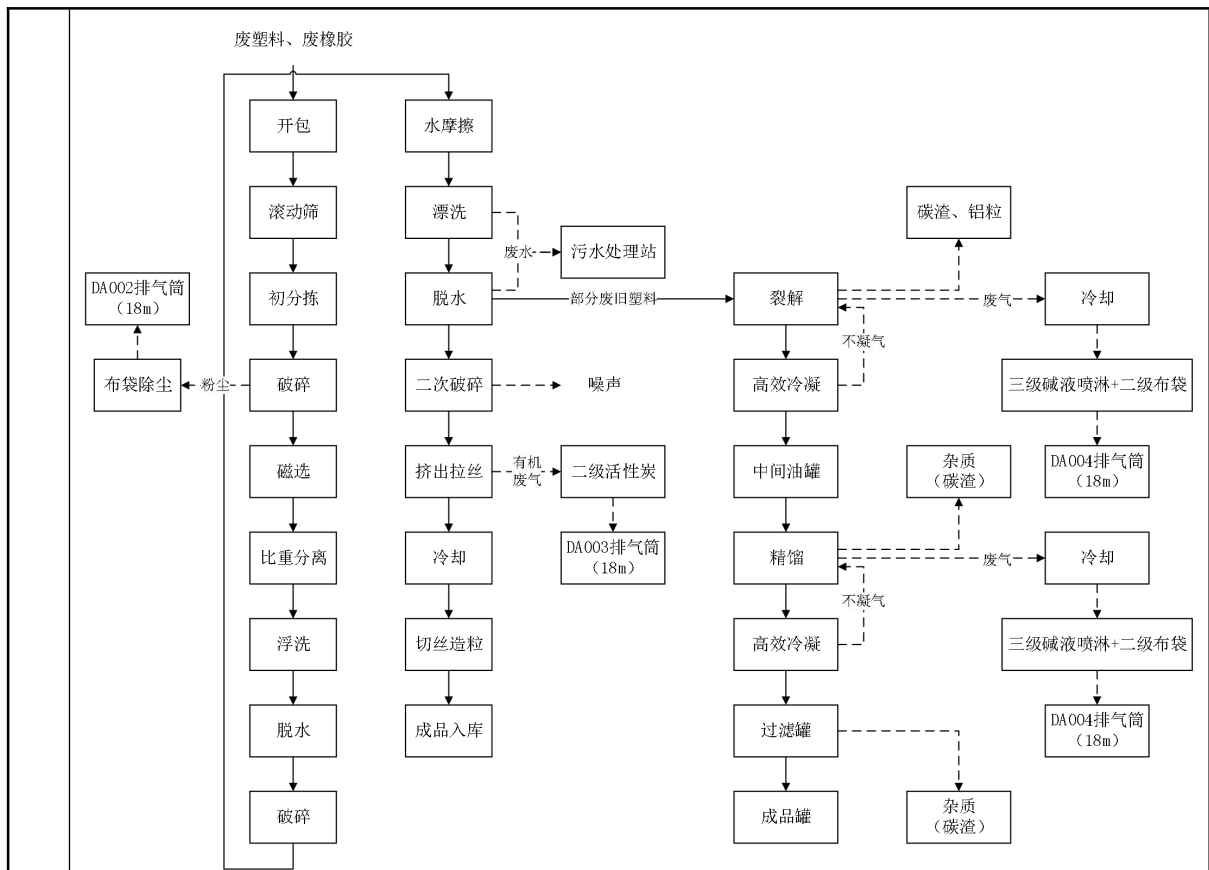 废塑料、废橡胶
开包
滚动筛
初分拣
破碎
粉尘
布袋除尘
DA002排气筒
（18m）
磁选
比重分离
浮洗
脱水
破碎
水摩擦
漂洗
废水
污水处理站
脱水
部分废旧塑料
二次破碎
噪声
挤出拉丝
有机
废气
二级活性炭
DA003排气筒
（18m）
冷却
切丝造粒
成品入库
裂解
碳渣、铝粒
废气
冷却
三级碱液喷淋+二级布袋
DA004排气筒
（18m）
不凝气
高效冷凝
中间油罐
精馏
杂质
（碳渣）
废气
冷却
三级碱液喷淋+二级布袋
DA004排气筒
（18m）
不凝气
高效冷凝
过滤罐
杂质
（碳渣）
成品罐